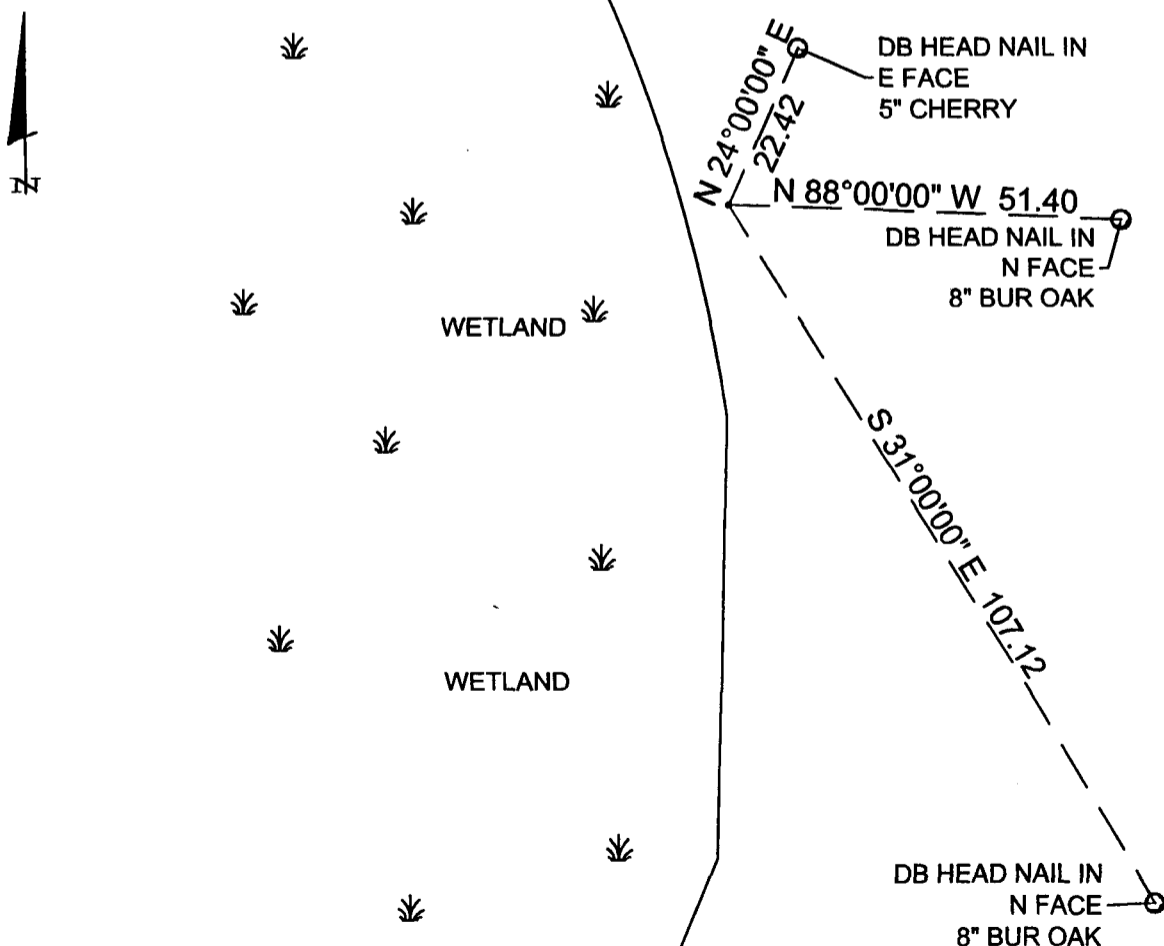 N
N 24°00'00" E
22.42
DB HEAD NAIL IN
E FACE
5" CHERRY
N 88°00'00" W 51.40
DB HEAD NAIL IN
N FACE
8" BUR OAK
WETLAND
S 31°00'00" E 107.12
WETLAND
DB HEAD NAIL IN
N FACE
8" BUR OAK